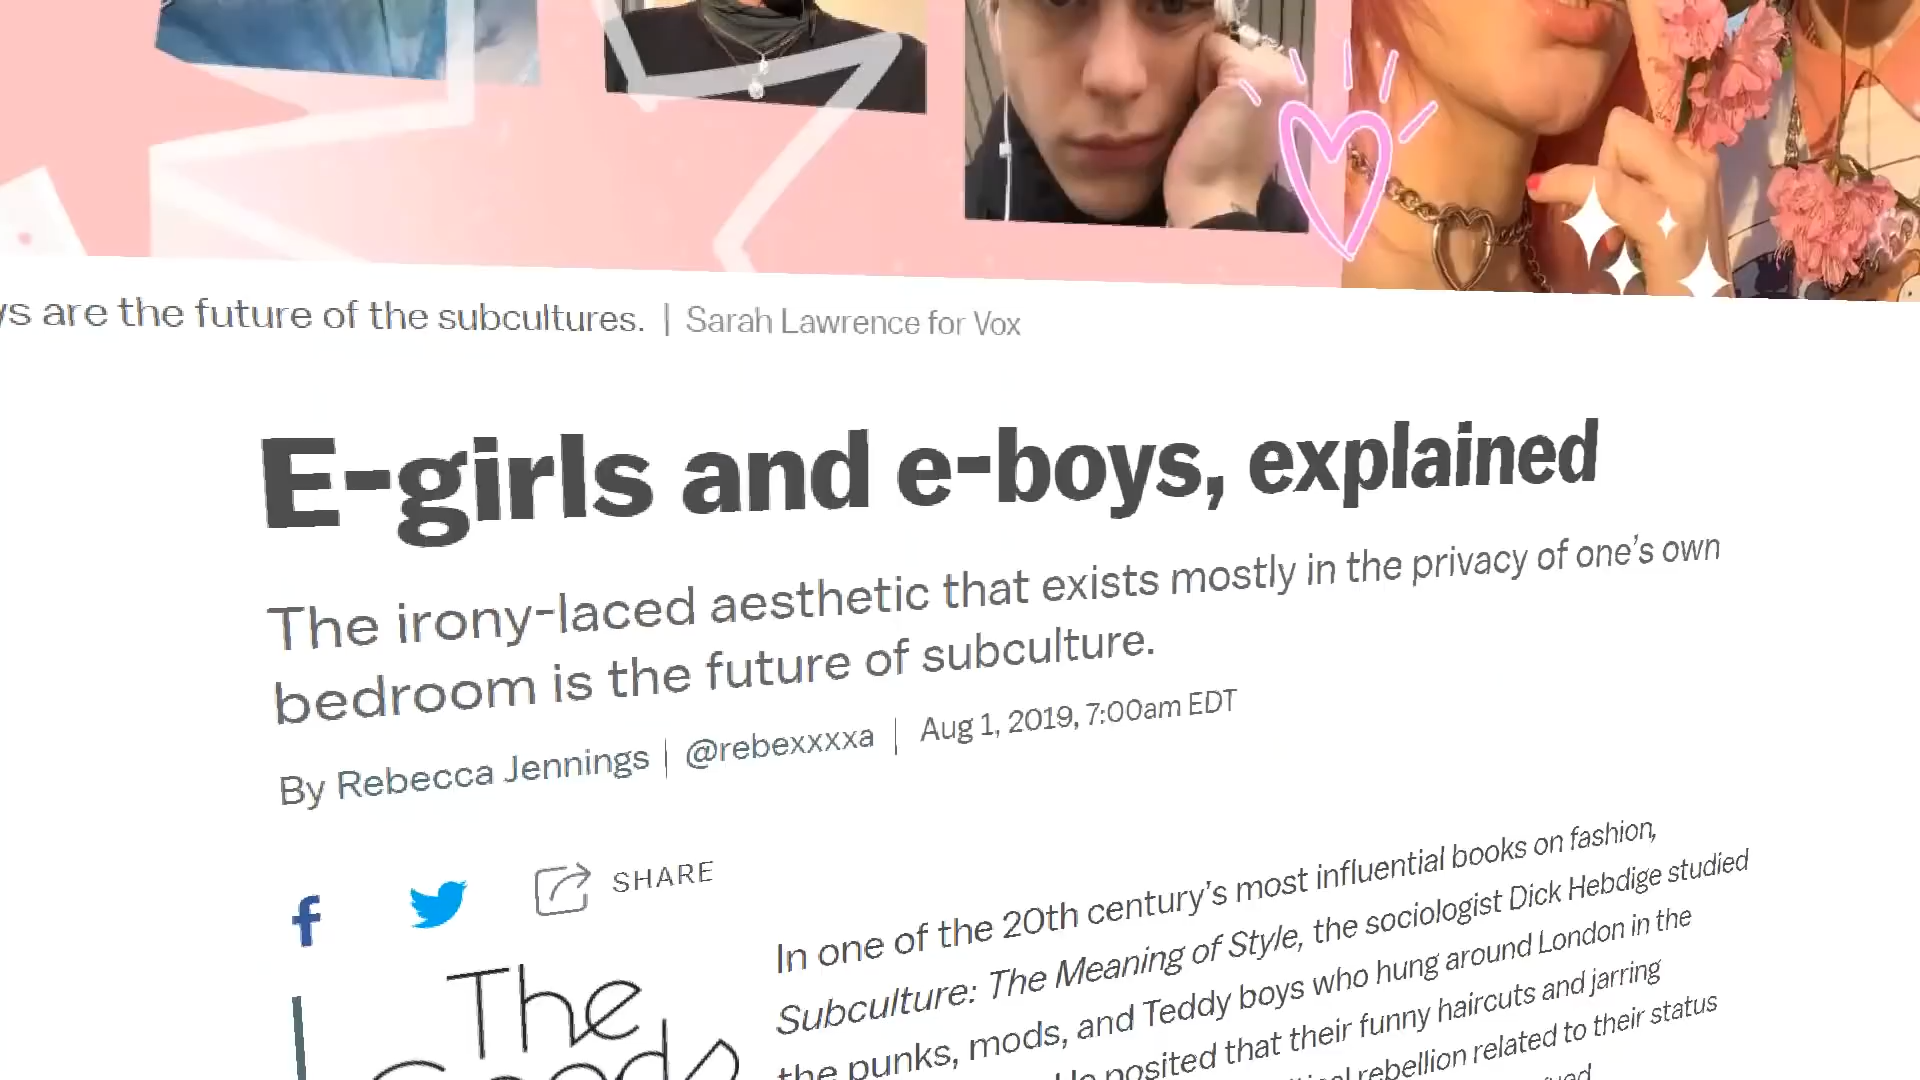 are the future of the subcultures. | Sarah Lawrence for Vox
E-girls and e-boys, explained
The irony-laced aesthetic that exists mostly in the privacy of one's own
bedroom is the future of subculture.
By Rebecca Jennings | @rebexxxxa | Aug 1, 2019, 7:00am EDT
SHARE
The
Goods
In one of the 20th century's most influential books on fashion,
Subculture: The Meaning of Style, the sociologist Dick Hebdige studied
the punks, mods, and Teddy boys who hung around London in the
He posited that their funny haircuts and jarring
rebellion related to their status